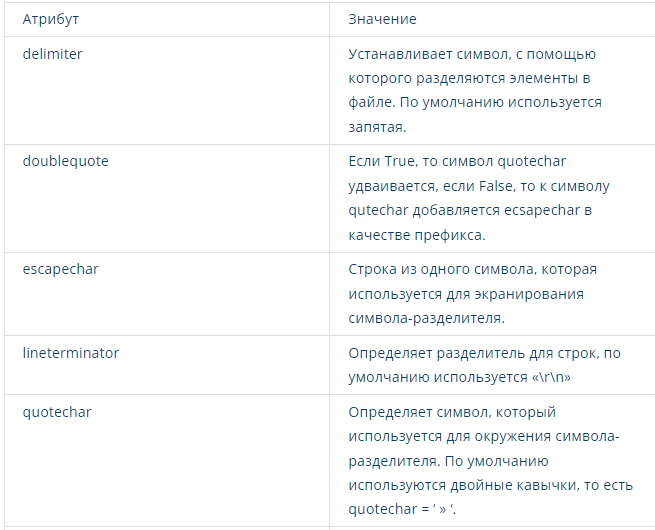 Атрибут
Значение
delimiter
Устанавливает символ, с помощью
которого разделяются элементы в
файле. По умолчанию используется
запятая.
doublequote
Если True, то символ quotechar
удваивается, если False, то к символу
qutechar добавляется ecsapechar в
качестве префикса.
escapechar
Строка из одного символа, которая
используется для экранирования
символа-разделителя.
lineterminator
Определяет разделитель для строк, по
умолчанию используется «\r\n»
quotechar
Определяет символ, который
используется для окружения символа-
разделителя. По умолчанию
используются двойные кавычки, то есть
quotechar = ‘ » ‘.